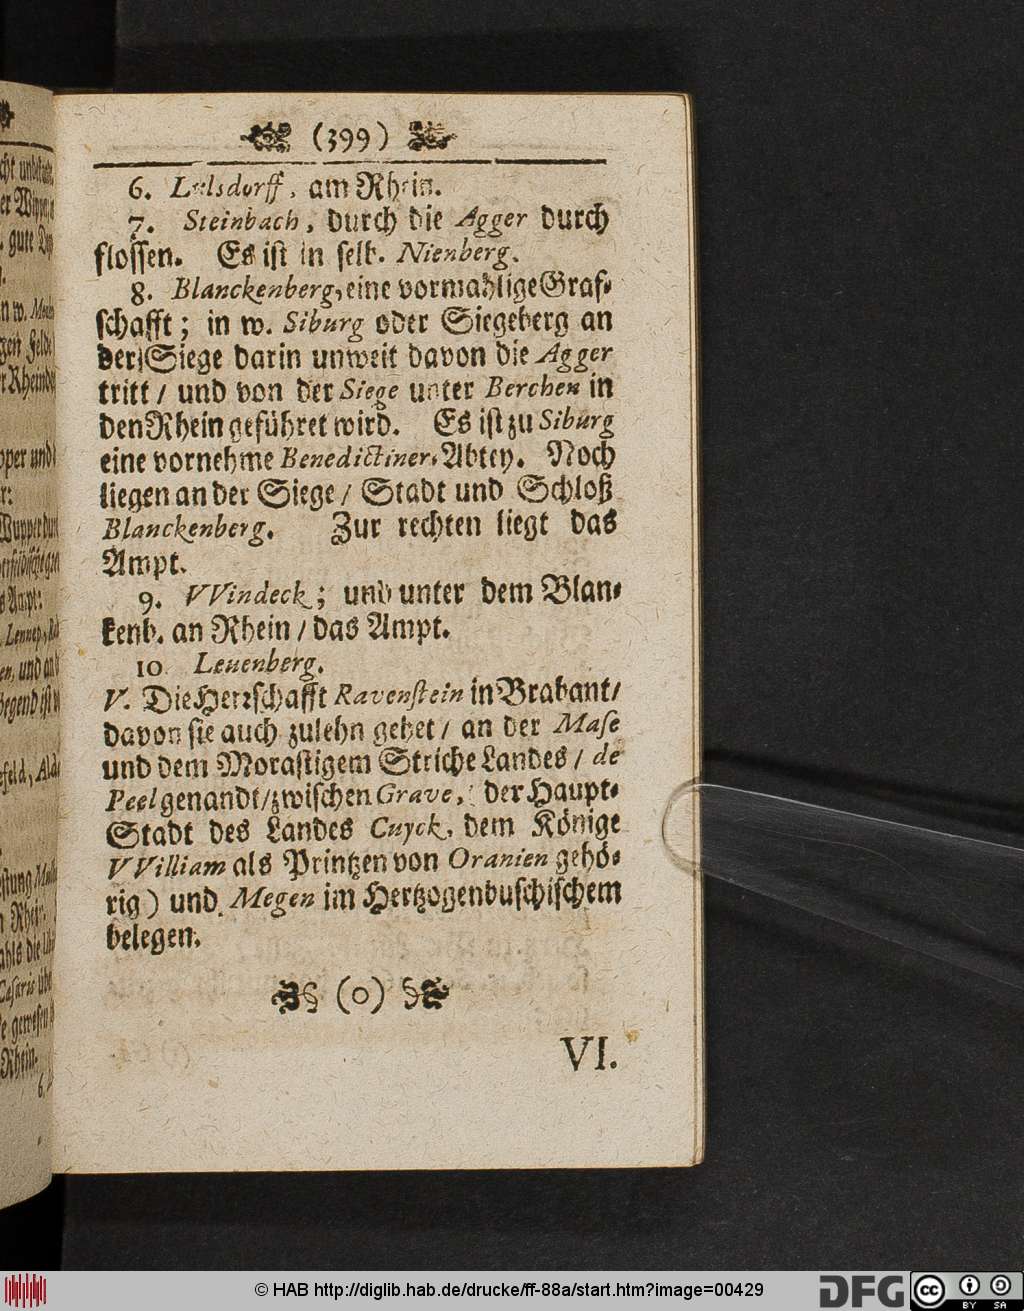 (399)
6. Lulsdorff, am Rhein.
7. Steinbach, durch die Agger durch
flossen. Es ist in selb. Nienberg.
8. Blanckenberg, eine vormahlige Graf-
schafft; in w. Siburg oder Siegeberg an
der Siege darin unweit davon die Agger
tritt / und von der Siege unter Berchen in
den Rhein geführet wird. Es ist zu Siburg
eine vornehme Benedictiner-Abtey. Noch
liegen an der Siege / Stadt und Schloß
Blanckenberg. Zur rechten liegt das
Ampt.
9. VVindeck; und unter dem Blan-
kenb. an Rhein / das Ampt.
10 Leuenberg.
V. Die Herrschafft Ravenstein in Brabant /
davon sie auch zulehn gehet / an der Mase
und dem Morastigem Striche Landes / de
Peel genandt / zwischen Grave, der Haupt-
Stadt des Landes Cuyck, dem Könige
VVilliam als Printzen von Oranien gehö-
rig) und Megen im Hertzogenbuschischem
belegen.
§ (o) §
VI.
© HAB http://diglib.hab.de/drucke/ff-88a/start.htm?image=00429
DFG
cc BY SA